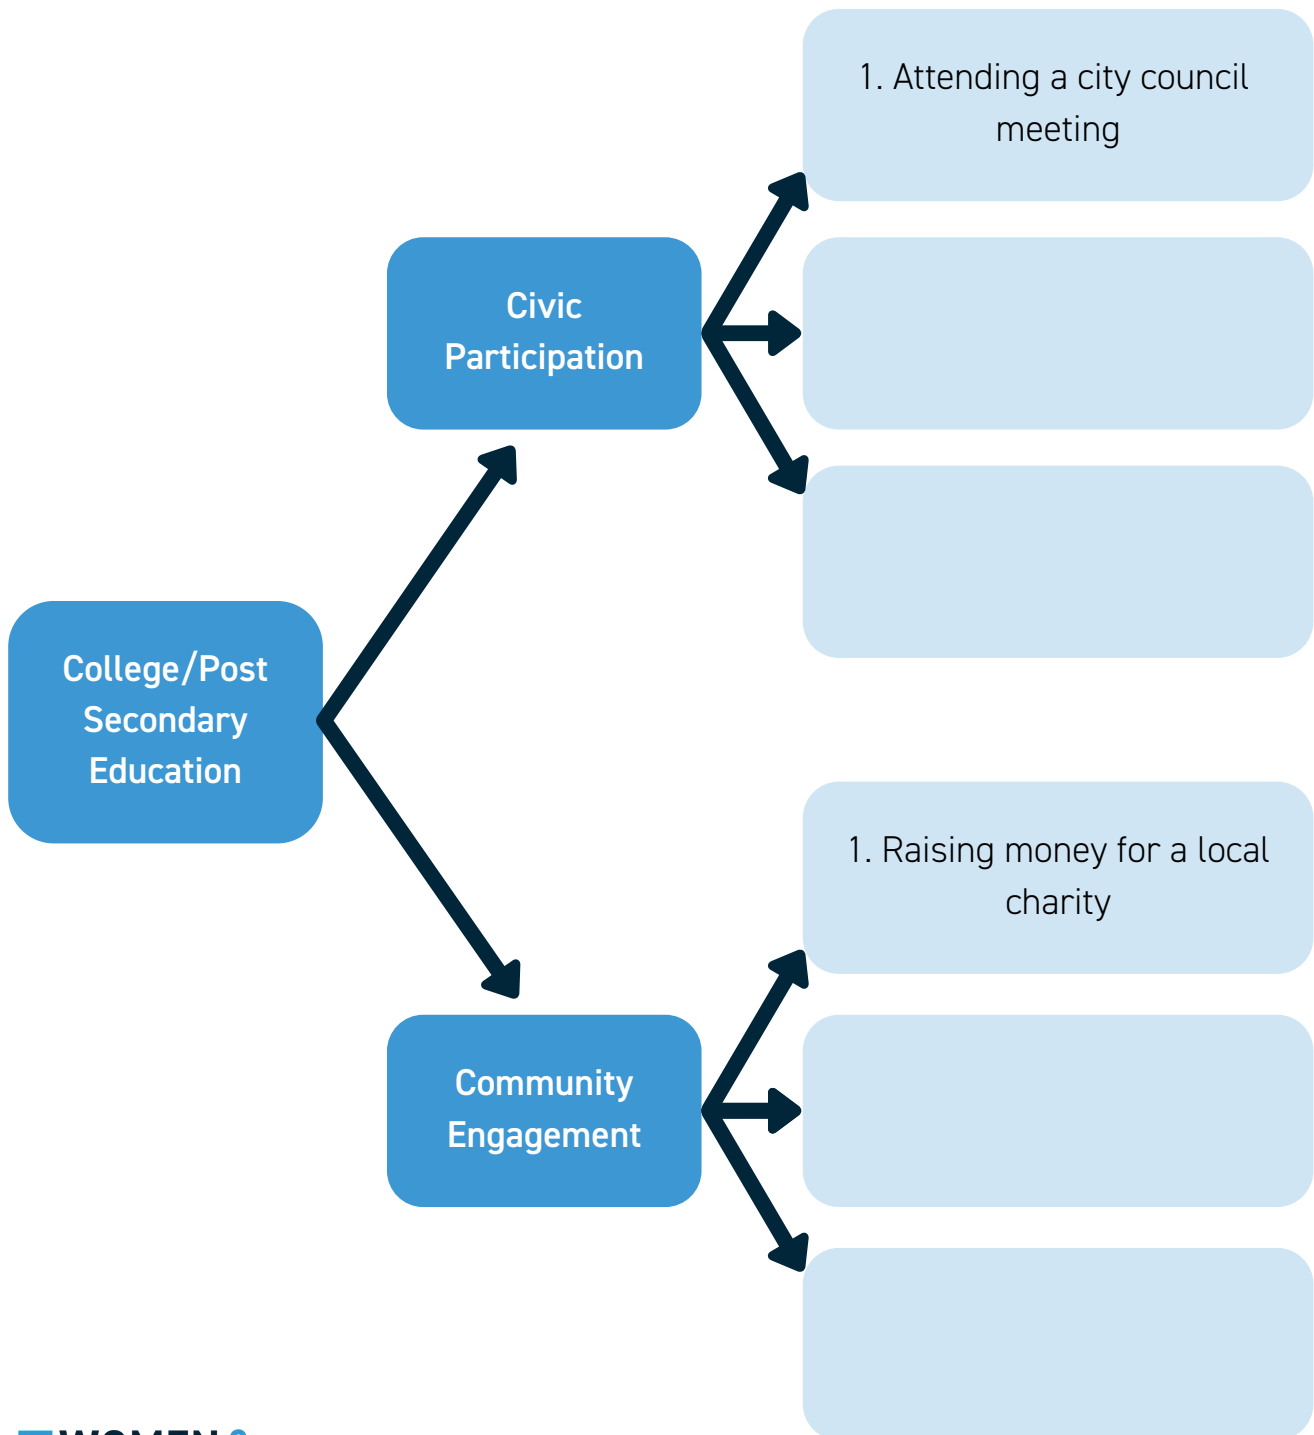 1. Attending a city council
meeting
Civic
Participation
College/Post
Secondary
Education
1. Raising money for a local
charity
Community
Engagement
WOMEN